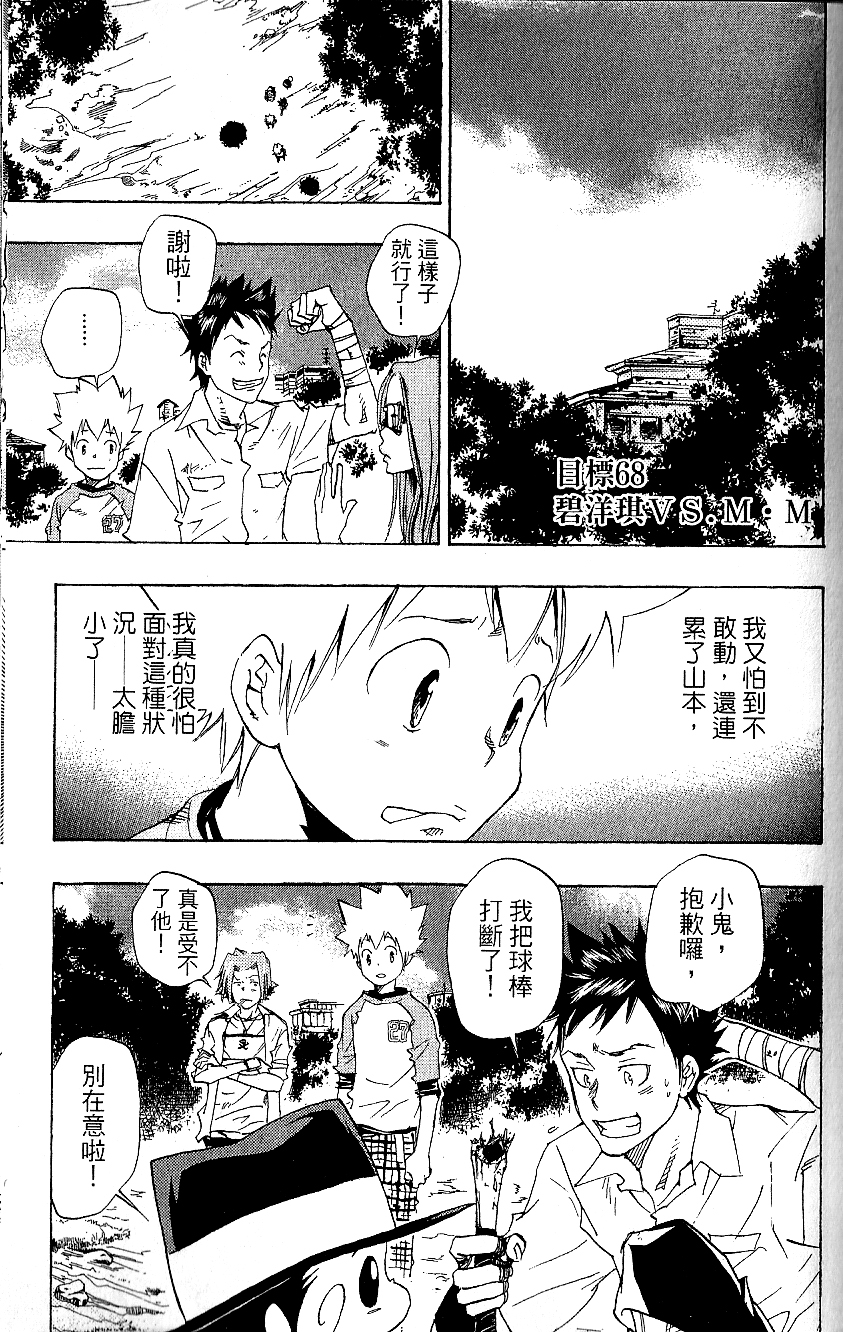 目標68
碧洋琪VS.M・M
這樣子
就行了！
謝啦！
……
我又怕到不
敢動，還連
累了山本，
我真的很怕
面對這種狀
況——太膽
小了——
小鬼，
抱歉囉，
我把球棒
打斷了！
真是受不
了他！
別在意啦！
27
27